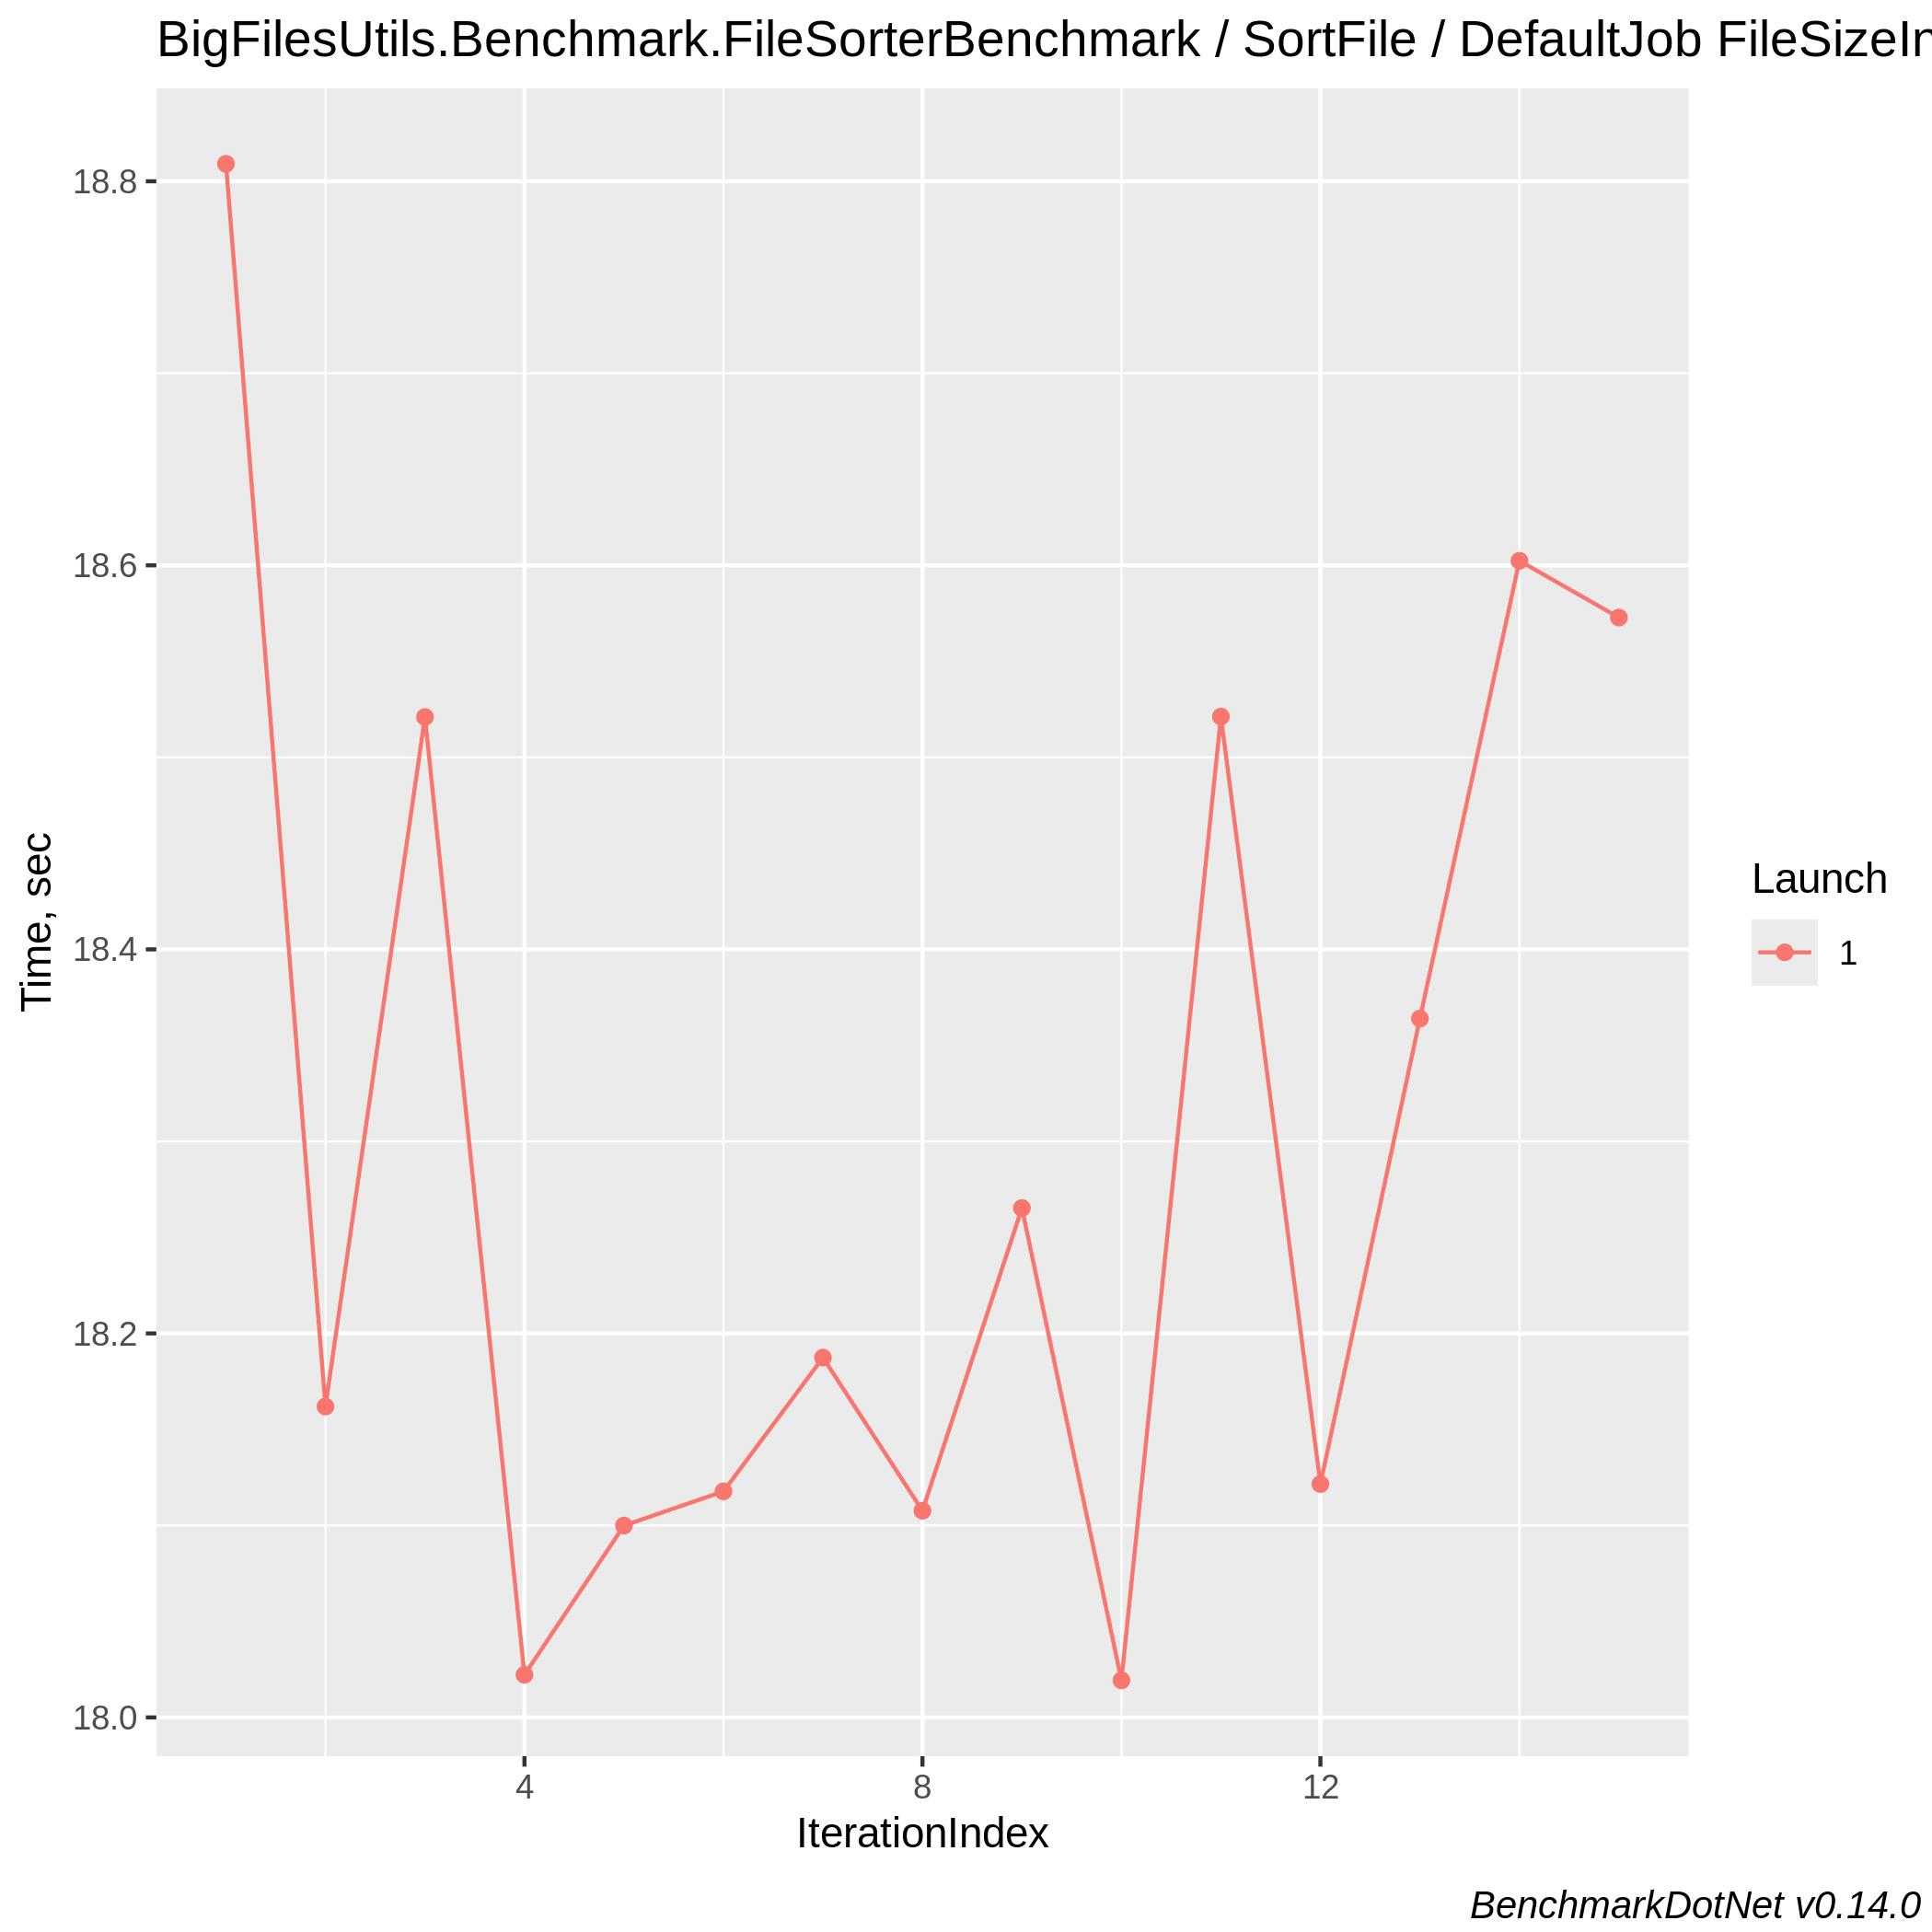 BigFilesUtils.Benchmark.FileSorterBenchmark / SortFile / DefaultJob FileSizeIn
18.8
18.6
18.4
18.2
18.0
Time, sec
4 8 12
IterationIndex
Launch
1
BenchmarkDotNet v0.14.0